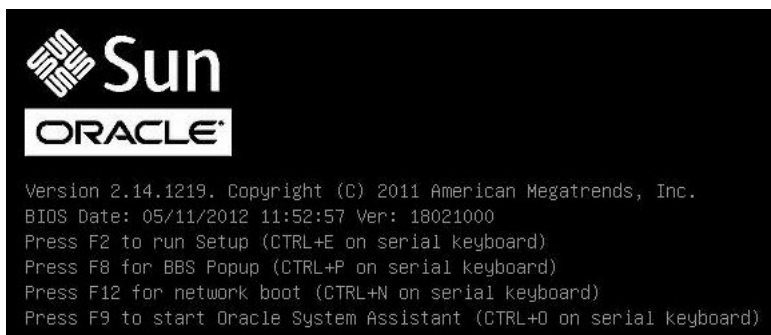 Sun
ORACLE
Version 2.14.1219. Copyright (C) 2011 American Megatrends, Inc.
BIOS Date: 05/11/2012 11:52:57 Ver: 18021000
Press F2 to run Setup (CTRL+E on serial keyboard)
Press F8 for BBS Popup (CTRL+P on serial keyboard)
Press F12 for network boot (CTRL+N on serial keyboard)
Press F9 to start Oracle System Assistant (CTRL+O on serial keyboard)